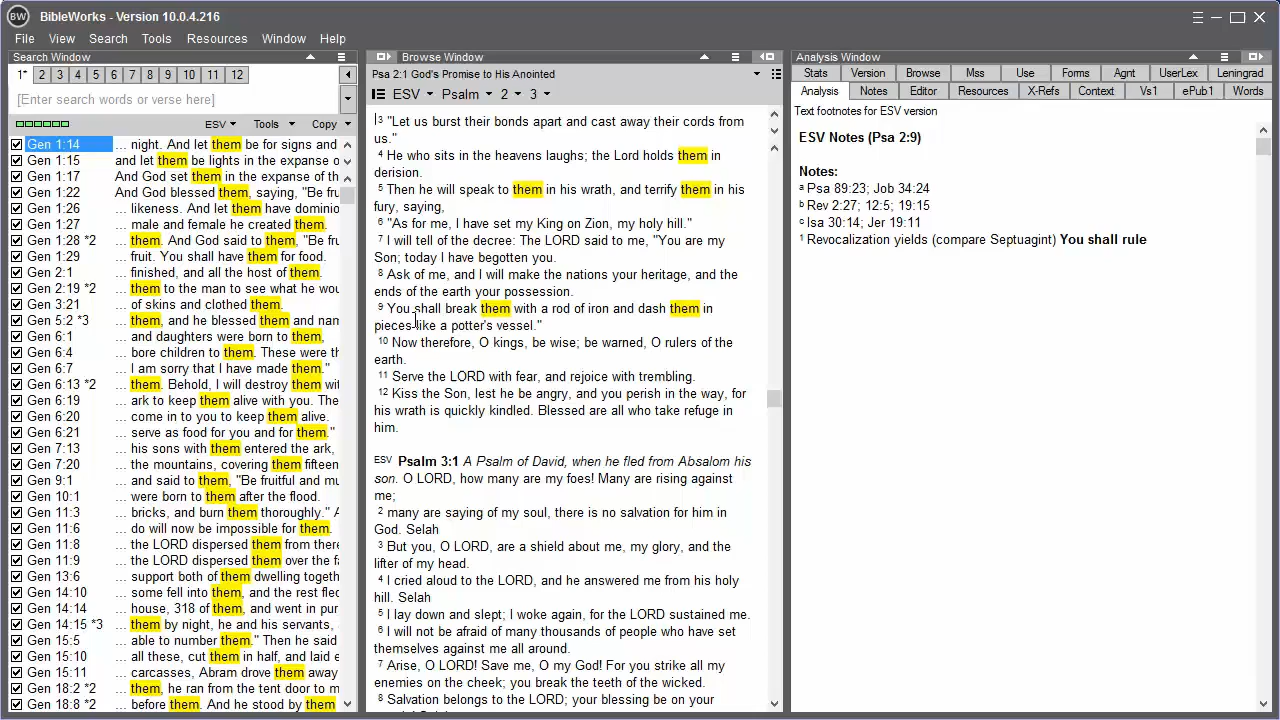 BW BibleWorks - Version 10.0.4.216
File View Search Tools Resources Window Help
Search Window
1* 2 3 4 5 6 7 8 9 10 11 12
[Enter search words or verse here]
ESV Tools Copy
Gen 1:14 ... night. And let them be for signs and
Gen 1:15 and let them be lights in the expanse o
Gen 1:17 And God set them in the expanse of th
Gen 1:22 And God blessed them, saying, "Be fru
Gen 1:26 ... likeness. And let them have dominio
Gen 1:27 ... male and female he created them.
Gen 1:28 *2 ... them. And God said to them, "Be fru
Gen 1:29 ... fruit. You shall have them for food.
Gen 2:1 ... finished, and all the host of them.
Gen 2:19 *2 ... them to the man to see what he wou
Gen 3:21 ... of skins and clothed them.
Gen 5:2 *3 ... them, and he blessed them and nam
Gen 6:1 ... and daughters were born to them,
Gen 6:4 ... bore children to them. These were th
Gen 6:7 ... I am sorry that I have made them."
Gen 6:13 *2 ... them. Behold, I will destroy them wit
Gen 6:19 ... ark to keep them alive with you. The
Gen 6:20 ... come in to you to keep them alive.
Gen 6:21 ... serve as food for you and for them."
Gen 7:13 ... his sons with them entered the ark,
Gen 7:20 ... the mountains, covering them fifteen
Gen 9:1 ... and said to them, "Be fruitful and mu
Gen 10:1 ... were born to them after the flood.
Gen 11:3 ... bricks, and burn them thoroughly." A
Gen 11:6 ... do will now be impossible for them.
Gen 11:8 ... the LORD dispersed them from there
Gen 11:9 ... the LORD dispersed them over the fa
Gen 13:6 ... support both of them dwelling togeth
Gen 14:10 ... some fell into them, and the rest flec
Gen 14:14 ... house, 318 of them, and went in pur
Gen 14:15 *3 ... them by night, he and his servants,
Gen 15:5 ... able to number them." Then he said
Gen 15:10 ... all these, cut them in half, and laid e
Gen 15:11 ... carcasses, Abram drove them away
Gen 18:2 *2 ... them, he ran from the tent door to m
Gen 18:8 *2 ... before them. And he stood by them
Browse Window
Psa 2:1 God's Promise to His Anointed
ESV Psalm 2 3
3 "Let us burst their bonds apart and cast away their cords from
us."
4 He who sits in the heavens laughs; the Lord holds them in
derision.
5 Then he will speak to them in his wrath, and terrify them in his
fury, saying,
6 "As for me, I have set my King on Zion, my holy hill."
7 I will tell of the decree: The LORD said to me, "You are my
Son; today I have begotten you.
8 Ask of me, and I will make the nations your heritage, and the
ends of the earth your possession.
9 You shall break them with a rod of iron and dash them in
pieces like a potter's vessel."
10 Now therefore, O kings, be wise; be warned, O rulers of the
earth.
11 Serve the LORD with fear, and rejoice with trembling.
12 Kiss the Son, lest he be angry, and you perish in the way, for
his wrath is quickly kindled. Blessed are all who take refuge in
him.
ESV Psalm 3:1 A Psalm of David, when he fled from Absalom his
son. O LORD, how many are my foes! Many are rising against
me;
2 many are saying of my soul, there is no salvation for him in
God. Selah
3 But you, O LORD, are a shield about me, my glory, and the
lifter of my head.
4 I cried aloud to the LORD, and he answered me from his holy
hill. Selah
5 I lay down and slept; I woke again, for the LORD sustained me.
6 I will not be afraid of many thousands of people who have set
themselves against me all around.
7 Arise, O LORD! Save me, O my God! For you strike all my
enemies on the cheek; you break the teeth of the wicked.
8 Salvation belongs to the LORD; your blessing be on your
Analysis Window
Stats Version Browse Mss Use Forms Agnt UserLex Leningrad
Analysis Notes Editor Resources X-Refs Context Vs1 ePub1 Words
Text footnotes for ESV version
ESV Notes (Psa 2:9)
Notes:
a Psa 89:23; Job 34:24
b Rev 2:27; 12:5; 19:15
c Isa 30:14; Jer 19:11
1 Revocalization yields (compare Septuagint) You shall rule